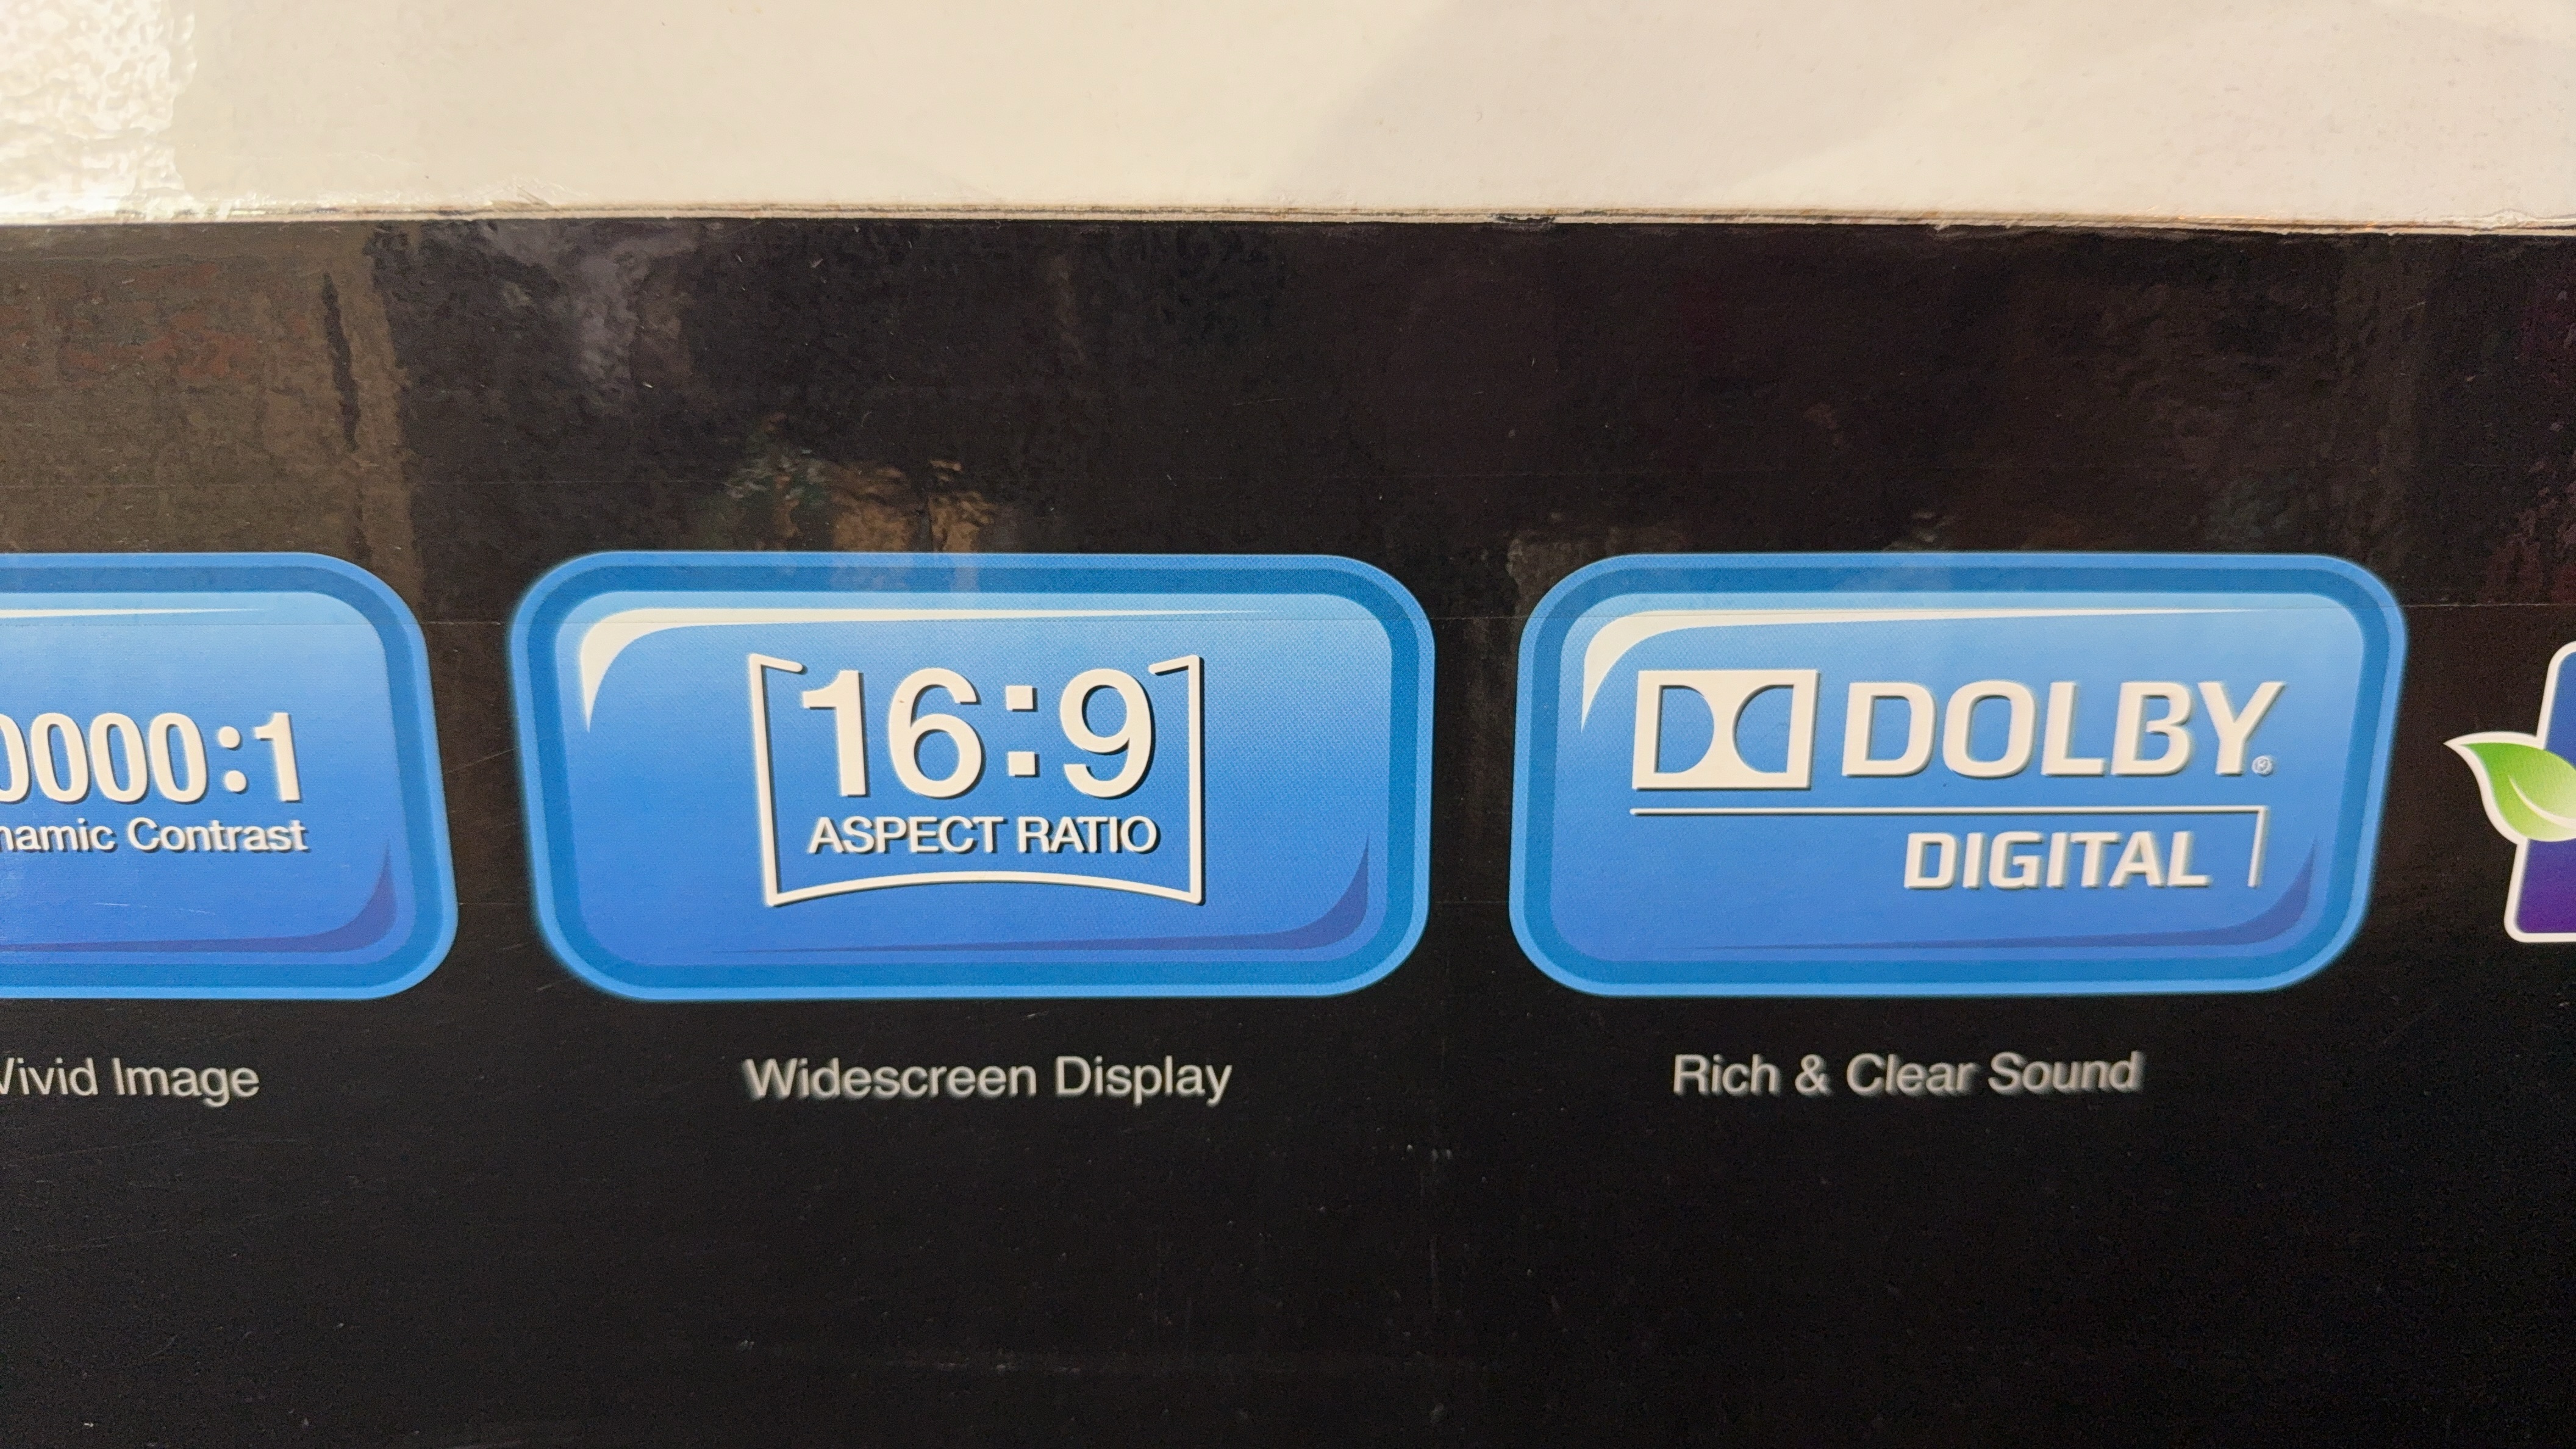 0000:1
namic Contrast
Vivid Image
16:9
ASPECT RATIO
Widescreen Display
DOLBY®
DIGITAL
Rich & Clear Sound